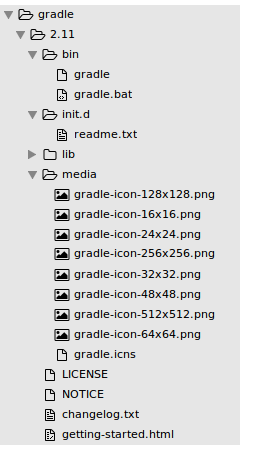 gradle
2.11
bin
gradle
gradle.bat
init.d
readme.txt
lib
media
gradle-icon-128x128.png
gradle-icon-16x16.png
gradle-icon-24x24.png
gradle-icon-256x256.png
gradle-icon-32x32.png
gradle-icon-48x48.png
gradle-icon-512x512.png
gradle-icon-64x64.png
gradle.icns
LICENSE
NOTICE
changelog.txt
getting-started.html